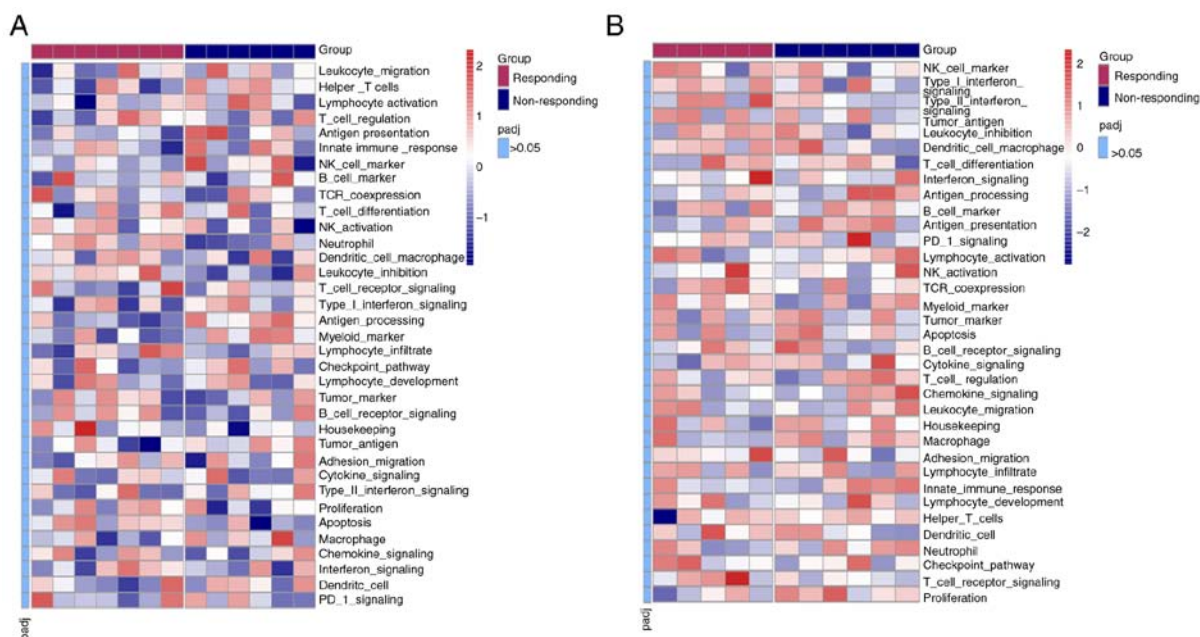 A
Group
Leukocyte_migration
Helper _T cells
Lymphocyte activation
T_cell_regulation
Antigen presentation
Innate immune _response
NK_cell_marker
B_cell_marker
TCR_coexpression
T_cell_differentiation
NK_activation
Neutrophil
Dendritic_cell_macrophage
Leukocyte_inhibition
T_cell_receptor_signaling
Type_I_interferon_signaling
Antigen_processing
Myeloid_marker
Lymphocyte_infiltrate
Checkpoint_pathway
Lymphocyte_development
Tumor_marker
B_cell_receptor_signaling
Housekeeping
Tumor_antigen
Adhesion_migration
Cytokine_signaling
Type_II_interferon_signaling
Proliferation
Apoptosis
Macrophage
Chemokine_signaling
Interferon_signaling
Dendritc_cell
PD_1_signaling
padj
2
1
0
−1
Group
Responding
Non-responding
padj
>0.05
B
Group
NK_cell_marker
Type_I_interferon_
signaling
Type_II_interferon_
signaling
Tumor_antigen
Leukocyte_inhibition
Dendritic_cell_macrophage
T_cell_differentiation
Interferon_signaling
Antigen_processing
B_cell_marker
Antigen_presentation
PD_1_signaling
Lymphocyte_activation
NK_activation
TCR_coexpression
Myeloid_marker
Tumor_marker
Apoptosis
B_cell_receptor_signaling
Cytokine_signaling
T_cell_ regulation
Chemokine_signaling
Leukocyte_migration
Housekeeping
Macrophage
Adhesion_migration
Lymphocyte_infiltrate
Innate_immune_response
Lymphocyte_development
Helper_T_cells
Dendritic_cell
Neutrophil
Checkpoint_pathway
T_cell_receptor_signaling
Proliferation
padj
2
1
0
−1
−2
Group
Responding
Non-responding
padj
>0.05